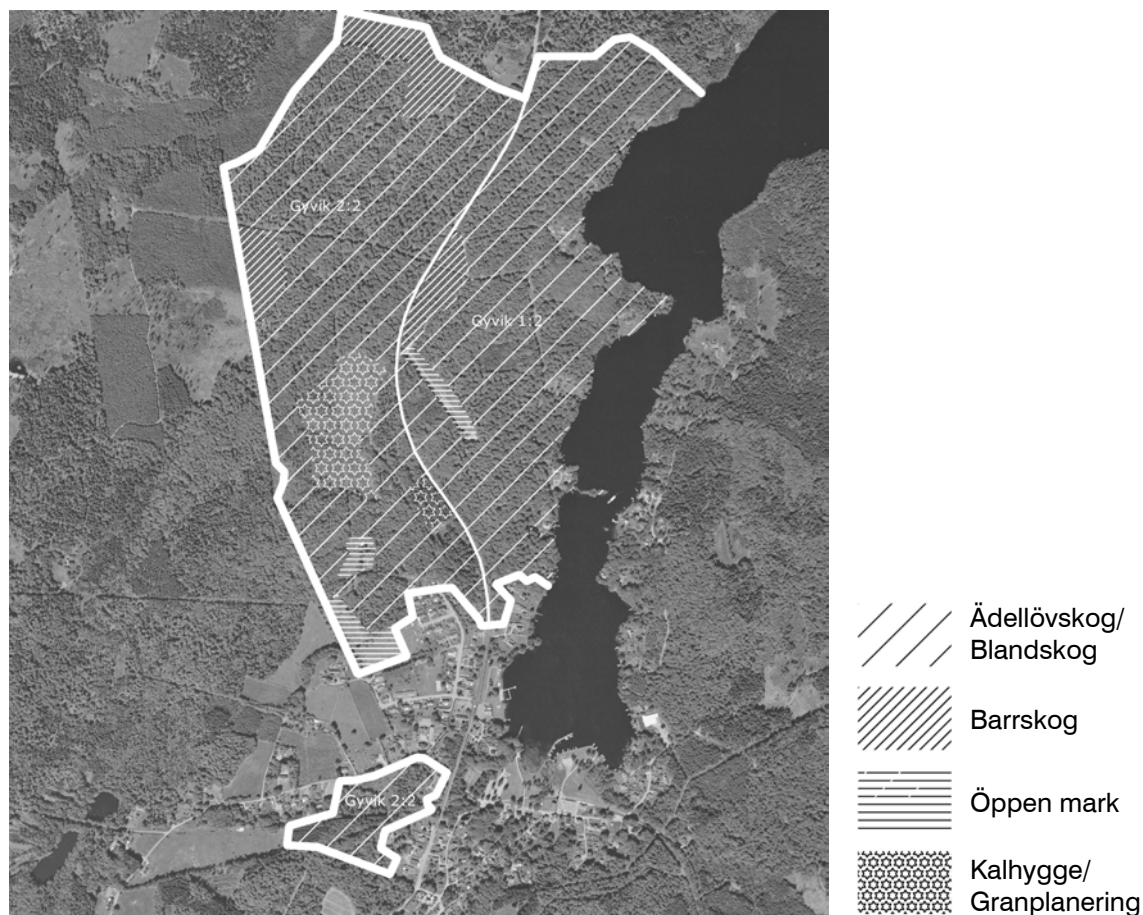 Gyvik 2:2
Gyvik 1:2
Gyvik 2:2
Ädellövskog/
Blandskog
Barrskog
Öppen mark
Kalhygge/
Granplanering